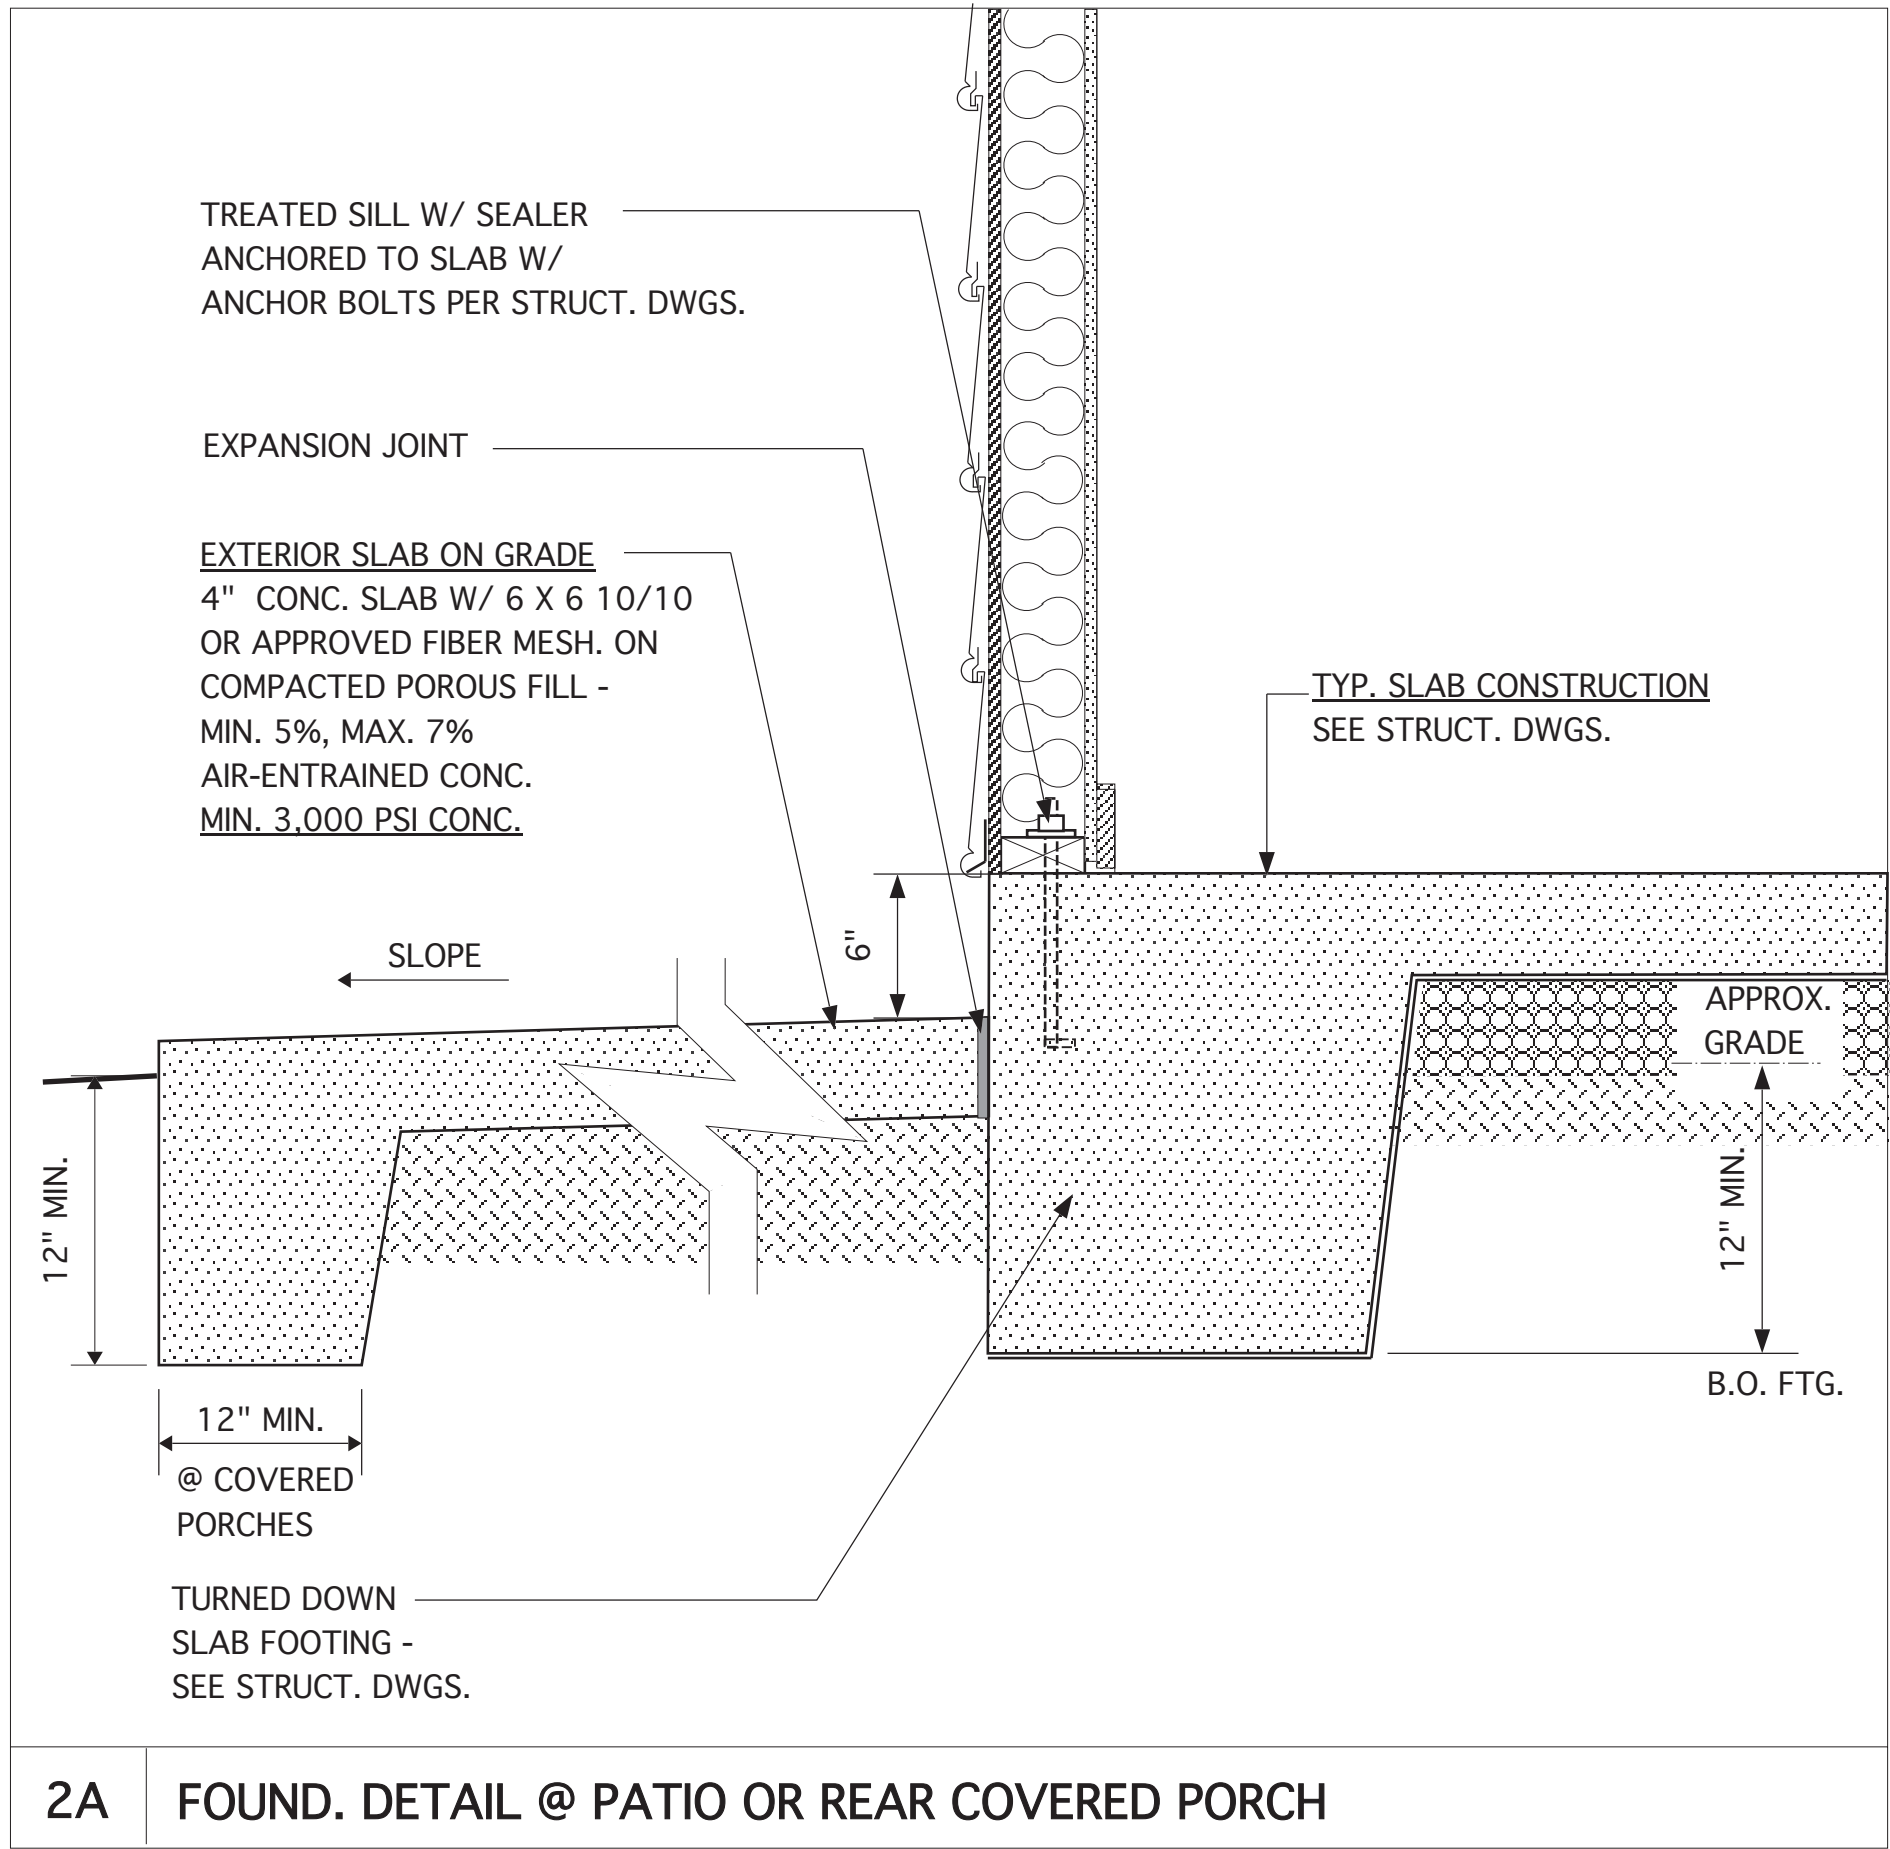 TREATED SILL W/ SEALER
ANCHORED TO SLAB W/
ANCHOR BOLTS PER STRUCT. DWGS.
EXPANSION JOINT
EXTERIOR SLAB ON GRADE
4" CONC. SLAB W/ 6 X 6 10/10
OR APPROVED FIBER MESH. ON
COMPACTED POROUS FILL -
MIN. 5%, MAX. 7%
AIR-ENTRAINED CONC.
MIN. 3,000 PSI CONC.
TYP. SLAB CONSTRUCTION
SEE STRUCT. DWGS.
6"
SLOPE
APPROX.
GRADE
12" MIN.
12" MIN.
B.O. FTG.
12" MIN.
@ COVERED
PORCHES
TURNED DOWN
SLAB FOOTING -
SEE STRUCT. DWGS.
2A
FOUND. DETAIL @ PATIO OR REAR COVERED PORCH